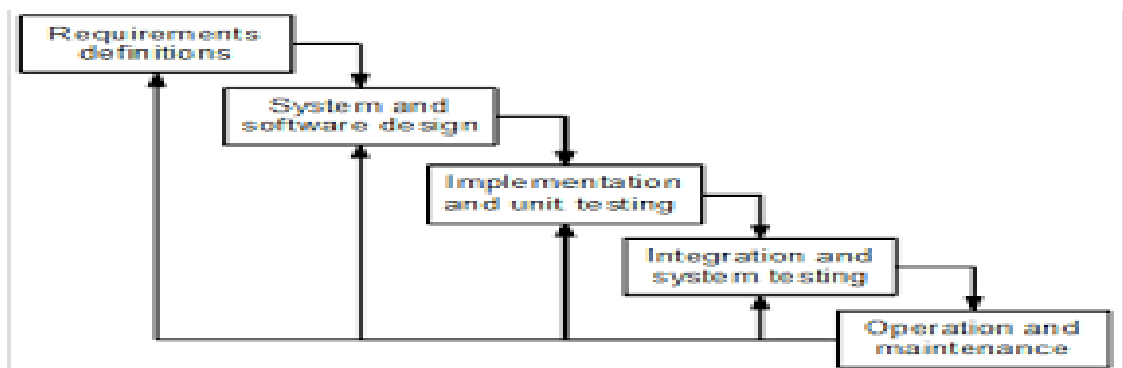 Requirements
definitions
System and
software design
Implementation
and unit testing
Integration and
system testing
Operation and
maintenance